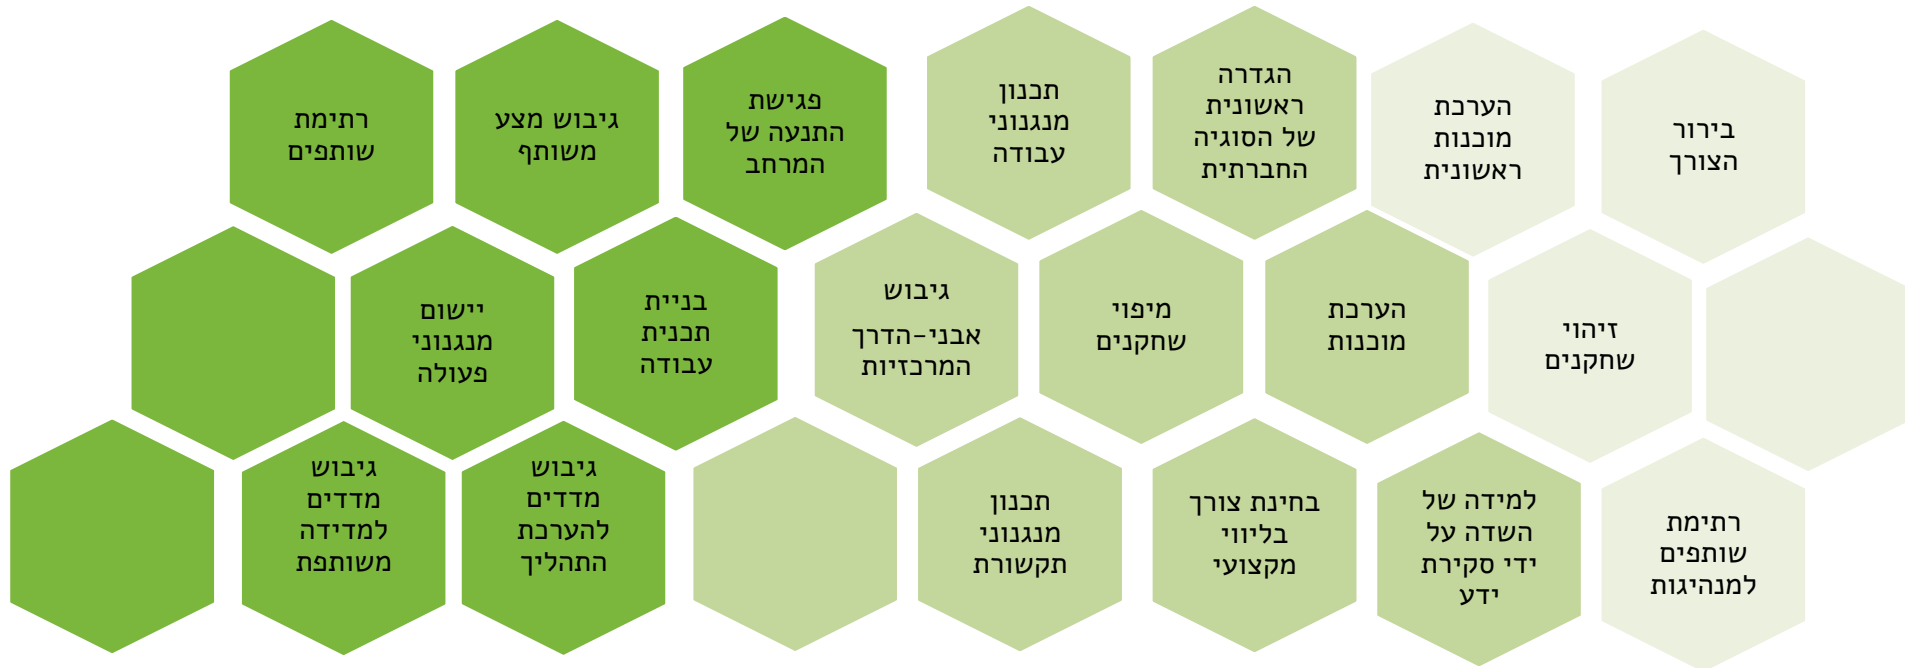 בירור
הצורך
הערכת
מוכנות
ראשונית
הגדרה
ראשונית
של הסוגיה
החברתית
תכנון
מנגנוני
עבודה
פגישת
התנעה של
המרחב
גיבוש מצע
משותף
רתימת
שותפים
זיהוי
שחקנים
הערכת
מוכנות
מיפוי
שחקנים
גיבוש
אבני-הדרך
המרכזיות
בניית
תכנית
עבודה
יישום
מנגנוני
פעולה
רתימת
שותפים
למנהיגות
למידה של
השדה על
ידי סקירת
ידע
בחינת צורך
בליווי
מקצועי
תכנון
מנגנוני
תקשורת
גיבוש
מדדים
להערכת
התהליך
גיבוש
מדדים
למדידה
משותפת